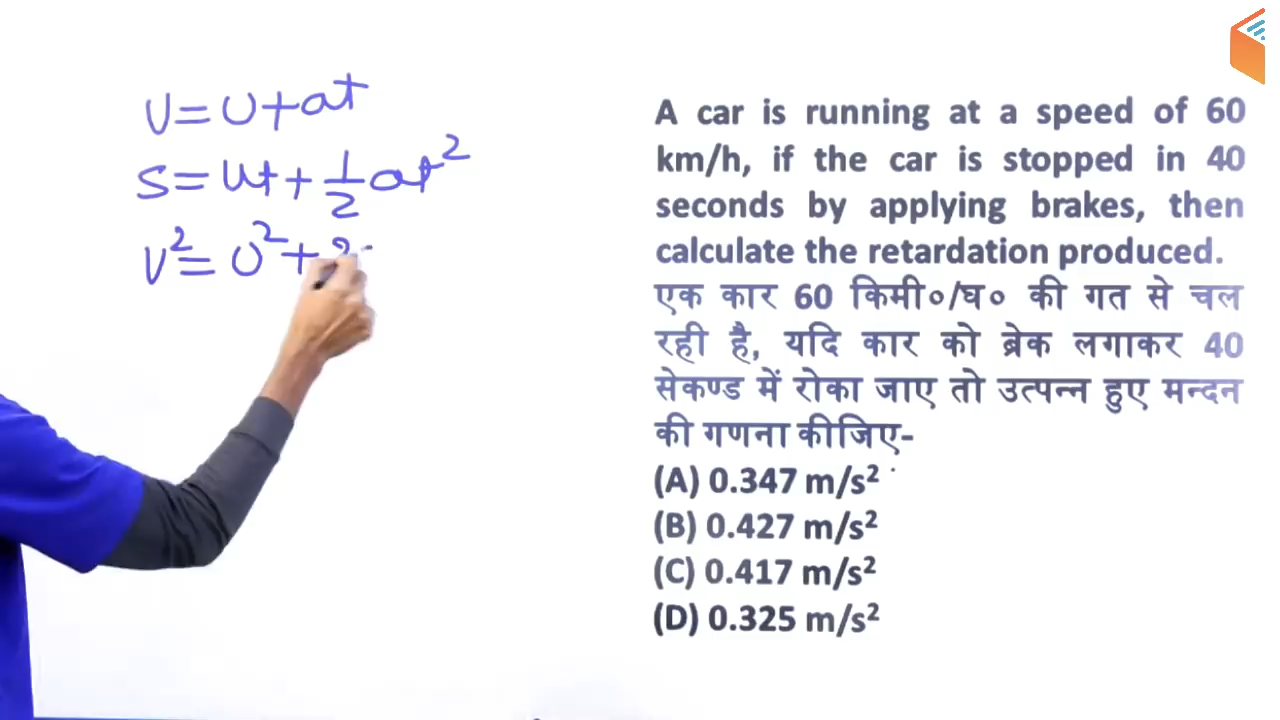 V = U + at
S = ut + 1/2 at²
V² = U² + 2
A car is running at a speed of 60
km/h, if the car is stopped in 40
seconds by applying brakes, then
calculate the retardation produced.
एक कार 60 किमी०/घ० की गत से चल
रही है, यदि कार को ब्रेक लगाकर 40
सेकण्ड में रोका जाए तो उत्पन्न हुए मन्दन
की गणना कीजिए-
(A) 0.347 m/s²
(B) 0.427 m/s²
(C) 0.417 m/s²
(D) 0.325 m/s²